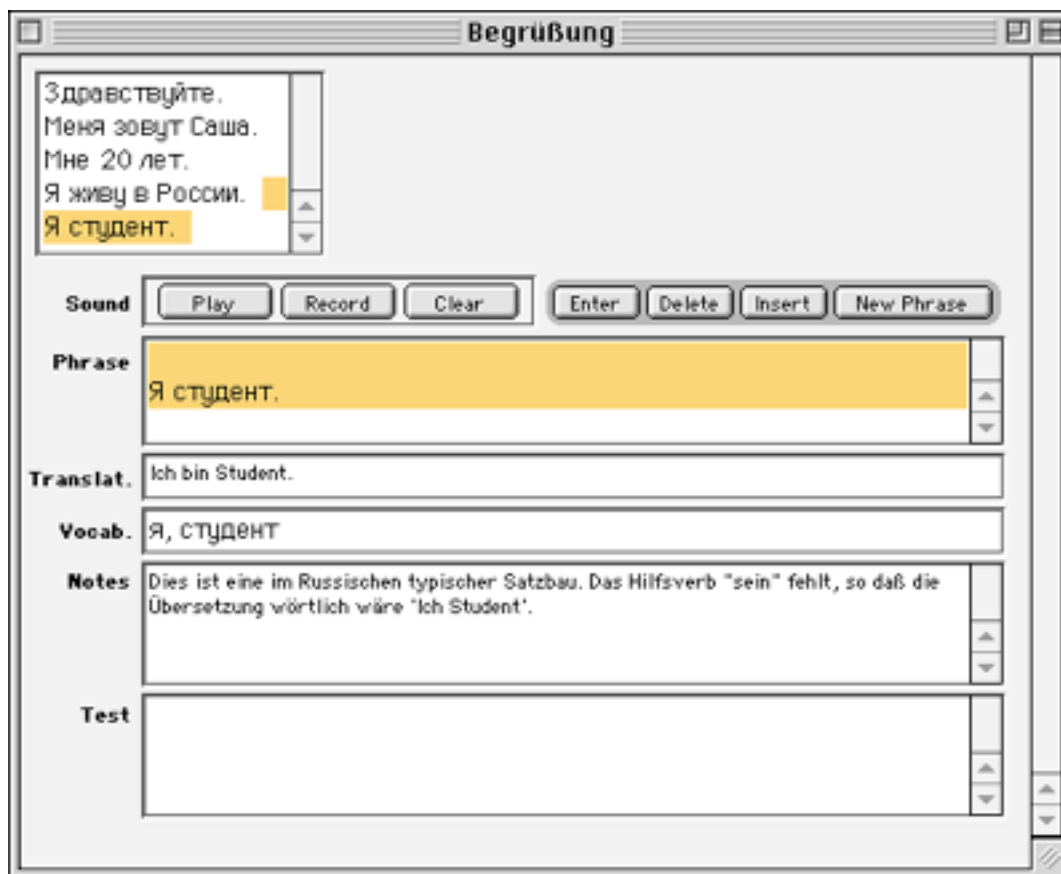 Begrüßung
Здравствуйте.
Меня зовут Саша.
Мне 20 лет.
Я живу в России.
Я студент.
Sound Play Record Clear Enter Delete Insert New Phrase
Phrase
Я студент.
Translat. Ich bin Student.
Vocab. я, студент
Notes Dies ist eine im Russischen typischer Satzbau. Das Hilfsverb "sein" fehlt, so daß die
Übersetzung wörtlich wäre 'Ich Student'.
Test